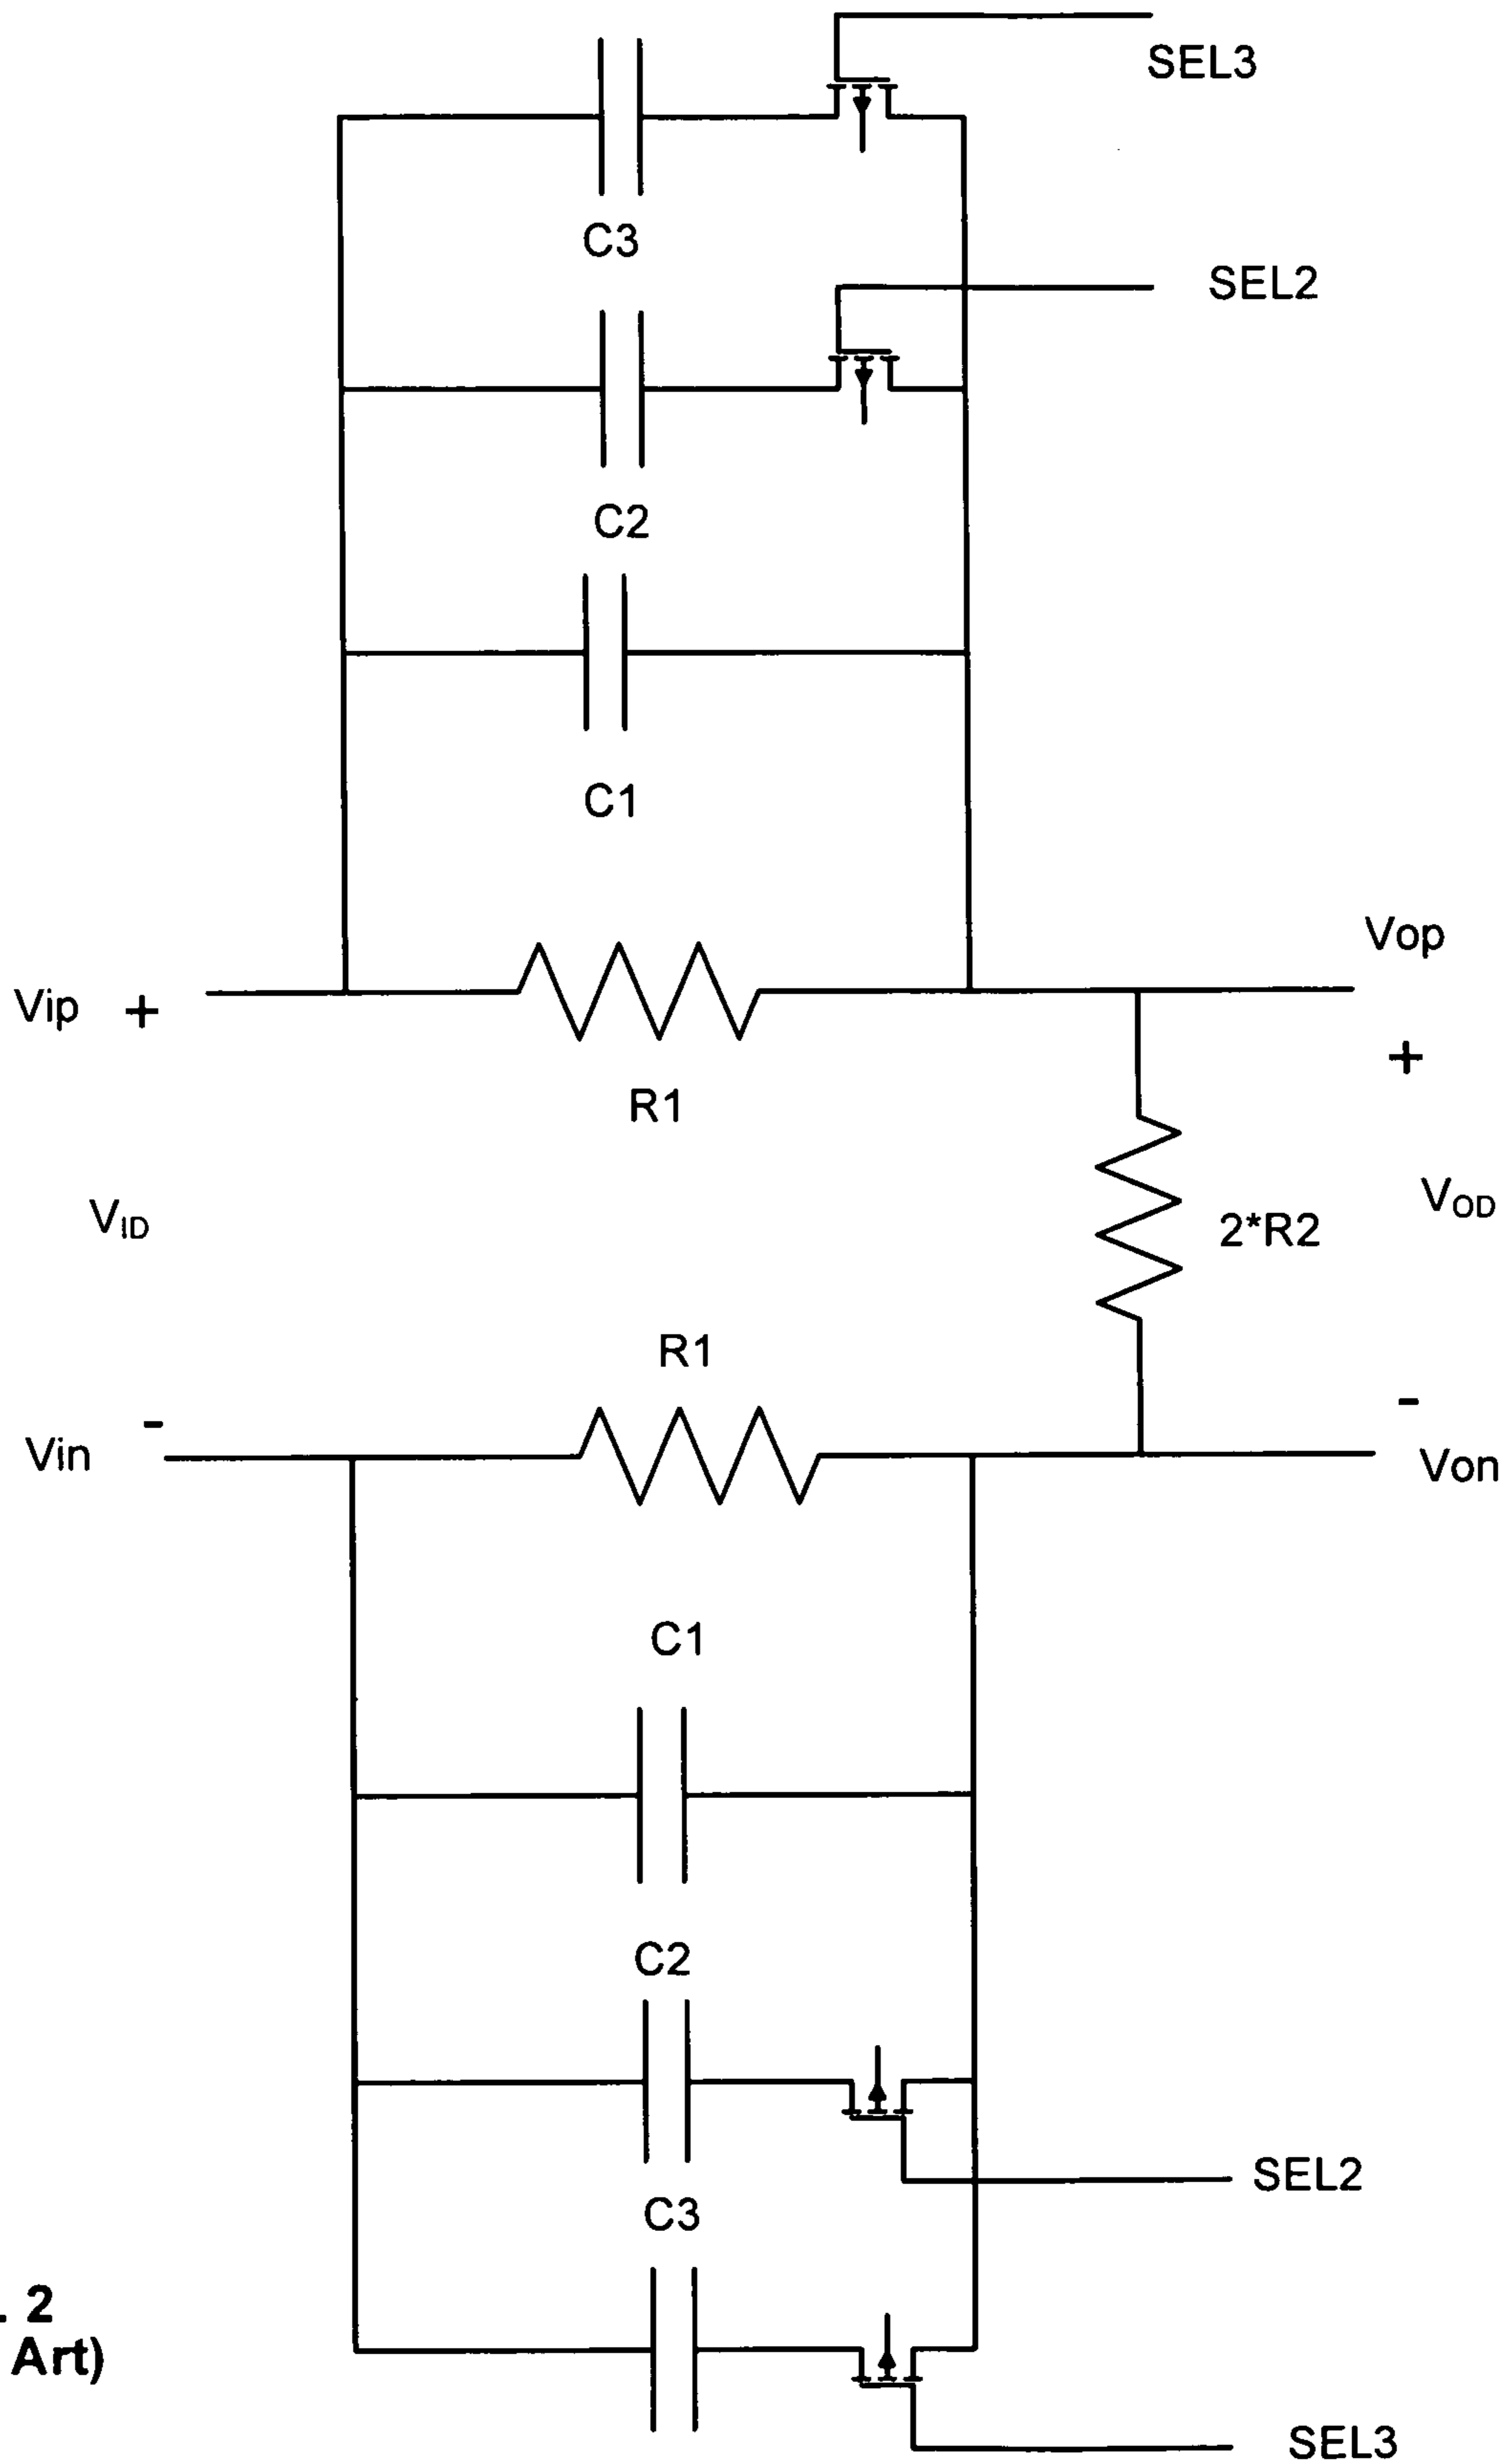 SEL3
C3
SEL2
C2
C1
Vop
Vip +
+
R1
VID
VOD
2*R2
R1
-
-
Vin
Von
C1
C2
SEL2
C3
. 2
Art)
SEL3